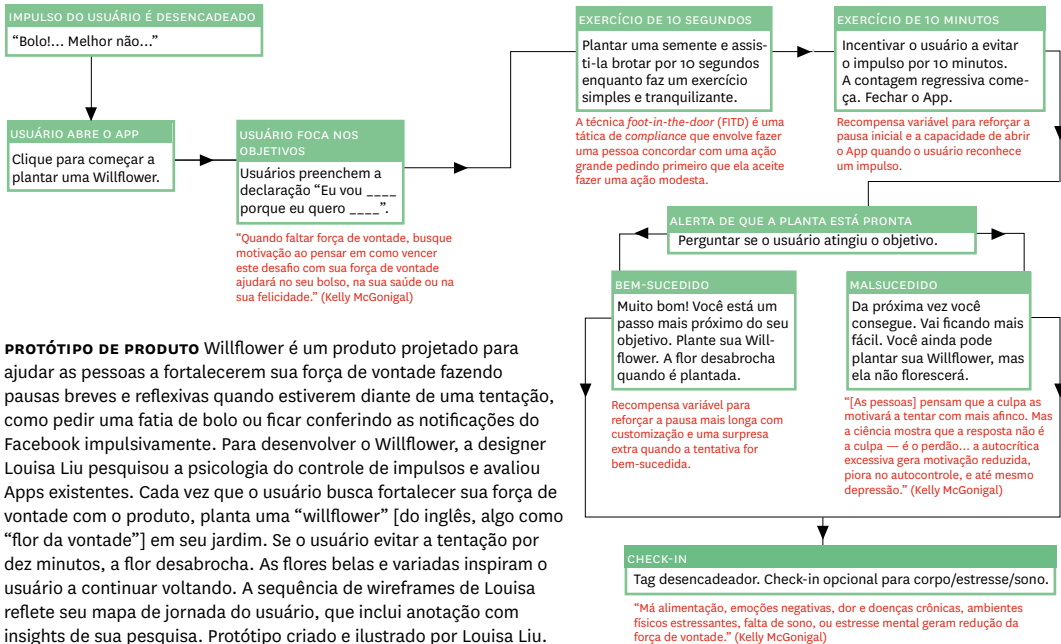 IMPULSO DO USUÁRIO É DESENCADEADO
“Bolo!... Melhor não...”
USUÁRIO ABRE O APP
Clique para começar a
plantar uma Willflower.
USUÁRIO FOCA NOS
OBJETIVOS
Usuários preenchem a
declaração “Eu vou ____
porque eu quero ____”.
“Quando faltar força de vontade, busque
motivação ao pensar em como vencer
este desafio com sua força de vontade
ajudará no seu bolso, na sua saúde ou na
sua felicidade.” (Kelly McGonigal)
EXERCÍCIO DE 10 SEGUNDOS
Plantar uma semente e assis-
ti-la brotar por 10 segundos
enquanto faz um exercício
simples e tranquilizante.
A técnica foot-in-the-door (FITD) é uma
tática de compliance que envolve fazer
uma pessoa concordar com uma ação
grande pedindo primeiro que ela aceite
fazer uma ação modesta.
EXERCÍCIO DE 10 MINUTOS
Incentivar o usuário a evitar
o impulso por 10 minutos.
A contagem regressiva come-
ça. Fechar o App.
Recompensa variável para reforçar a
pausa inicial e a capacidade de abrir
o App quando o usuário reconhece
um impulso.
ALERTA DE QUE A PLANTA ESTÁ PRONTA
Perguntar se o usuário atingiu o objetivo.
BEM-SUCEDIDO
Muito bom! Você está um
passo mais próximo do seu
objetivo. Plante sua Will-
flower. A flor desabrocha
quando é plantada.
Recompensa variável para
reforçar a pausa mais longa com
customização e uma surpresa
extra quando a tentativa for
bem-sucedida.
MALSUCEDIDO
Da próxima vez você
consegue. Vai ficando mais
fácil. Você ainda pode
plantar sua Willflower, mas
ela não florescerá.
“[As pessoas] pensam que a culpa as
motivará a tentar com mais afinco. Mas
a ciência mostra que a resposta não é
a culpa — é o perdão... a autocrítica
excessiva gera motivação reduzida,
piora no autocontrole, e até mesmo
depressão.” (Kelly McGonigal)
CHECK-IN
Tag desencadeador. Check-in opcional para corpo/estresse/sono.
“Má alimentação, emoções negativas, dor e doenças crônicas, ambientes
físicos estressantes, falta de sono, ou estresse mental geram redução da
força de vontade.” (Kelly McGonigal)
PROTÓTIPO DE PRODUTO Willflower é um produto projetado para
ajudar as pessoas a fortalecerem sua força de vontade fazendo
pausas breves e reflexivas quando estiverem diante de uma tentação,
como pedir uma fatia de bolo ou ficar conferindo as notificações do
Facebook impulsivamente. Para desenvolver o Willflower, a designer
Louisa Liu pesquisou a psicologia do controle de impulsos e avaliou
Apps existentes. Cada vez que o usuário busca fortalecer sua força de
vontade com o produto, planta uma “willflower” [do inglês, algo como
“flor da vontade”] em seu jardim. Se o usuário evitar a tentação por
dez minutos, a flor desabrocha. As flores belas e variadas inspiram o
usuário a continuar voltando. A sequência de wireframes de Louisa
reflete seu mapa de jornada do usuário, que inclui anotação com
insights de sua pesquisa. Protótipo criado e ilustrado por Louisa Liu.